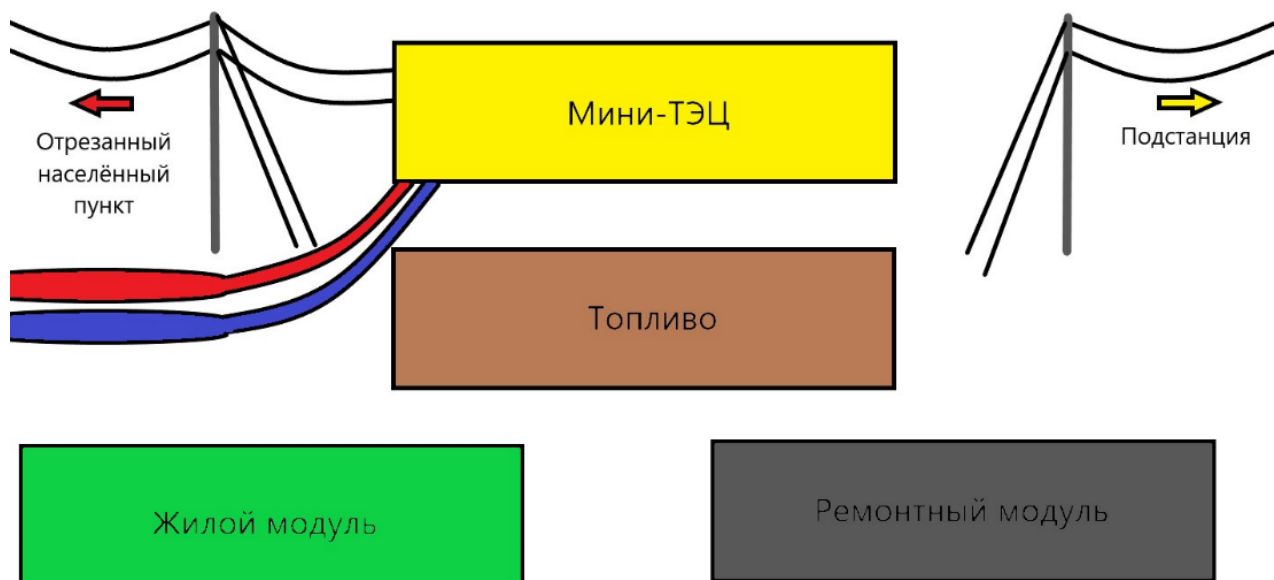 Мини-ТЭЦ
Отрезанный
населённый
пункт
Подстанция
Топливо
Жилой модуль
Ремонтный модуль